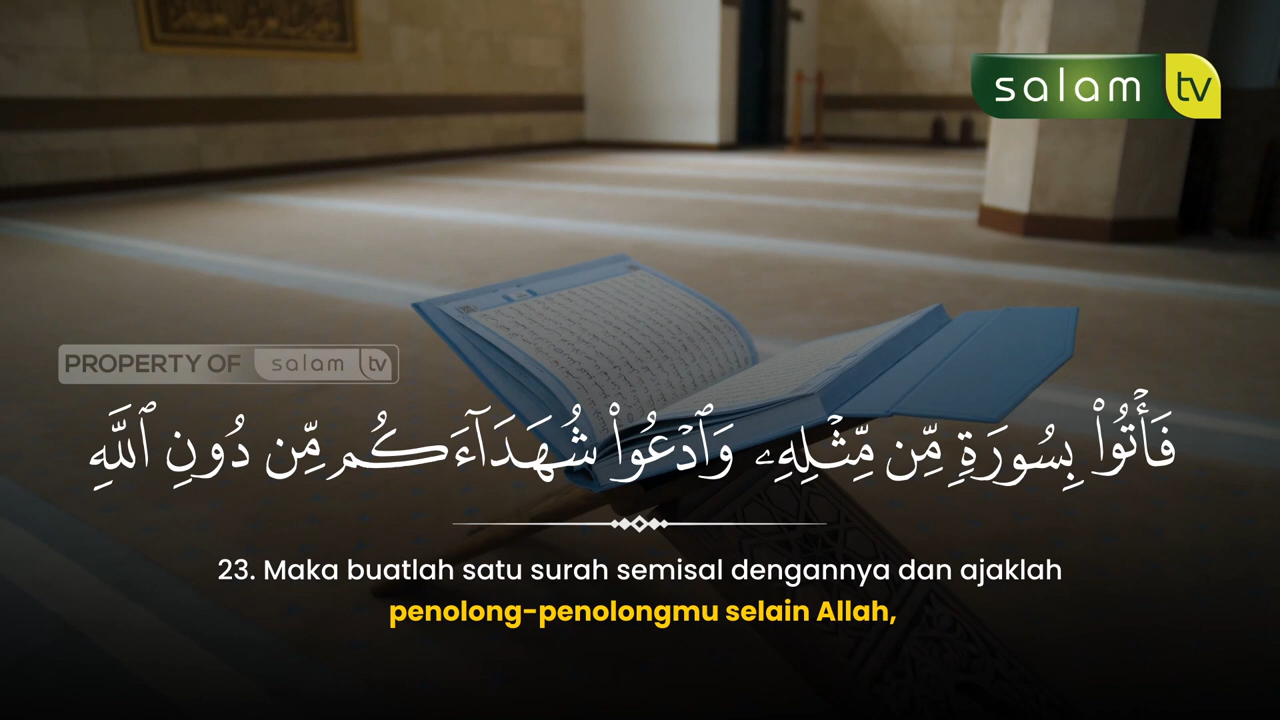 salam tv
PROPERTY OF salam tv
فَأْتُوا۟ بِسُورَةٍ مِّن مِّثْلِهِۦ وَٱدْعُوا۟ شُهَدَآءَكُم مِّن دُونِ ٱللَّهِ
23. Maka buatlah satu surah semisal dengannya dan ajaklah
penolong-penolongmu selain Allah,